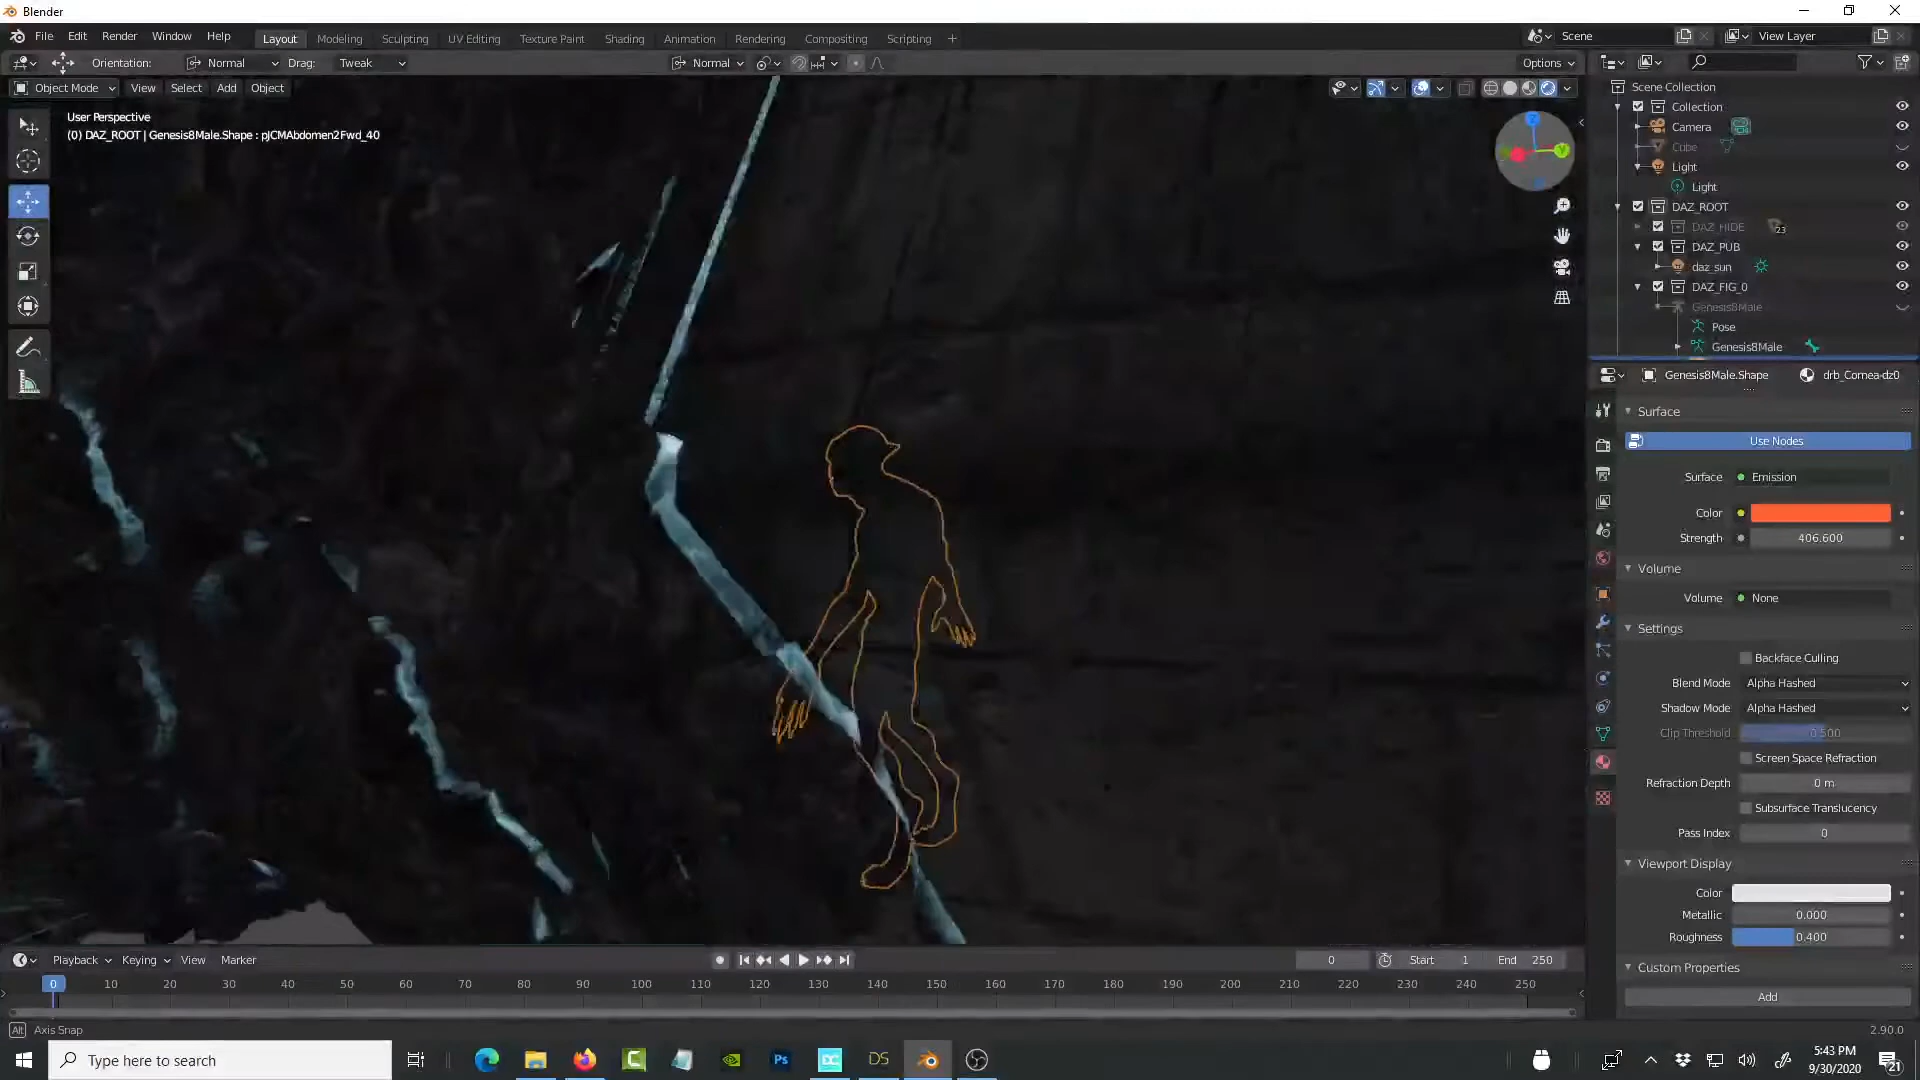 Blender
File Edit Render Window Help
Layout Modeling Sculpting UV Editing Texture Paint Shading Animation Rendering Compositing Scripting +
Scene
View Layer
Orientation: Normal Drag: Tweak
Normal
Options
Object Mode View Select Add Object
User Perspective
(0) DAZ_ROOT | Genesis8Male.Shape : pJCMAbdomen2Fwd_40
Z
Y
Scene Collection
Collection
Camera
Cube
Light
Light
DAZ_ROOT
DAZ_HIDE 23
DAZ_PUB
daz_sun
DAZ_FIG_0
Genesis8Male
Pose
Genesis8Male
Genesis8Male.Shape drb_Cornea-dz0
Surface
Use Nodes
Surface Emission
Color
Strength 406.600
Volume
Volume None
Settings
Backface Culling
Blend Mode Alpha Hashed
Shadow Mode Alpha Hashed
Clip Threshold 0.500
Screen Space Refraction
Refraction Depth 0 m
Subsurface Translucency
Pass Index 0
Viewport Display
Color
Metallic 0.000
Roughness 0.400
Custom Properties
Add
Playback Keying View Marker
0 Start 1 End 250
0 10 20 30 40 50 60 70 80 90 100 110 120 130 140 150 160 170 180 190 200 210 220 230 240 250
Alt Axis Snap
2.90.0
Type here to search
Ps DC DS
5:43 PM
9/30/2020
21